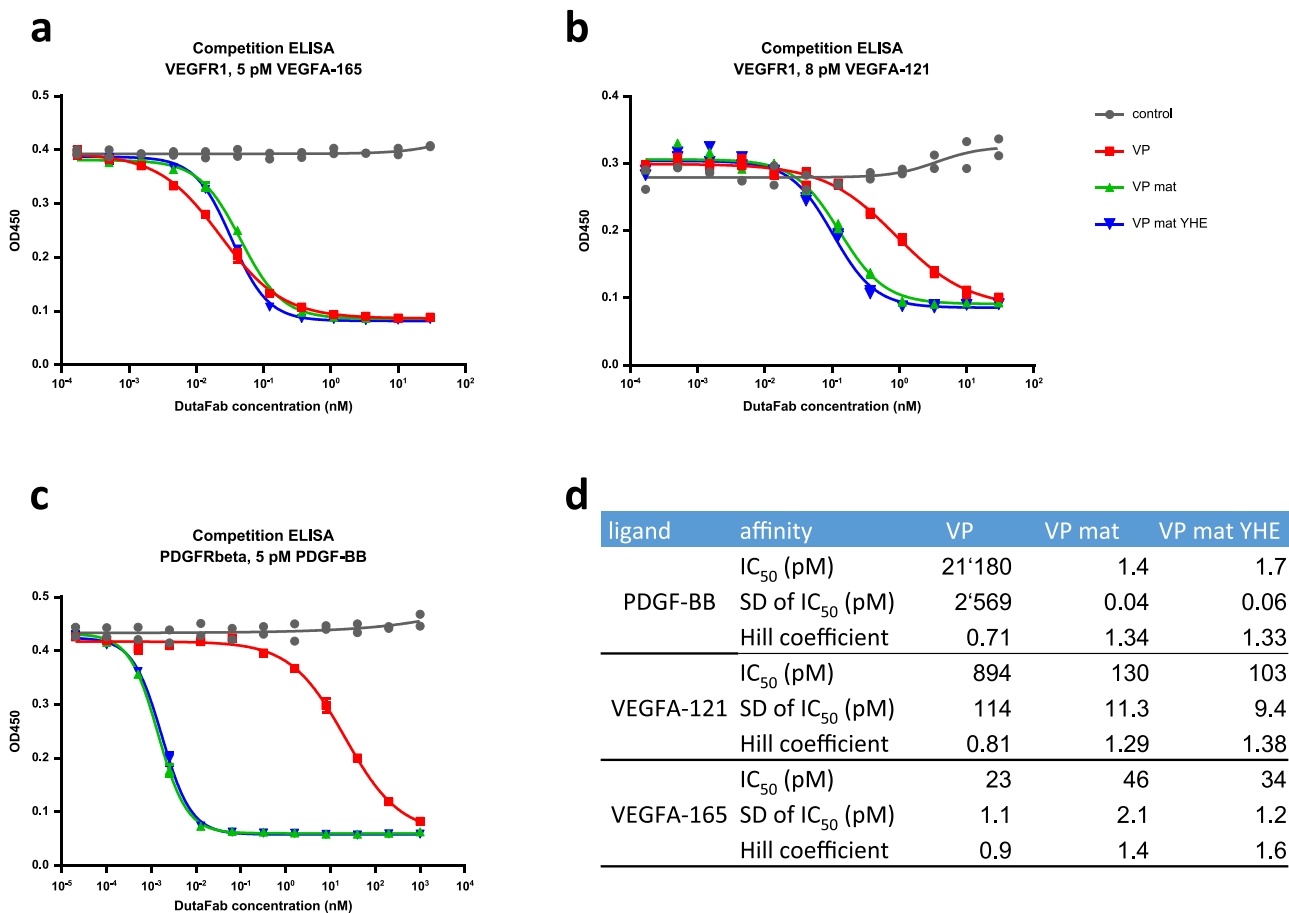 a
Competition ELISA
VEGFR1, 5 pM VEGFA-165
0.5
0.4
0.3
0.2
0.1
0.0
OD450
10-4
10-3
10-2
10-1
100
101
102
DutaFab concentration (nM)
b
Competition ELISA
VEGFR1, 8 pM VEGFA-121
0.4
0.3
0.2
0.1
0.0
OD450
10-4
10-3
10-2
10-1
100
101
102
DutaFab concentration (nM)
control
VP
VP mat
VP mat YHE
c
Competition ELISA
PDGFRbeta, 5 pM PDGF-BB
0.5
0.4
0.3
0.2
0.1
0.0
OD450
10-5
10-4
10-3
10-2
10-1
100
101
102
103
104
DutaFab concentration (nM)
d
ligand affinity VP VP mat VP mat YHE
IC50 (pM) 21‘180 1.4 1.7
PDGF-BB SD of IC50 (pM) 2‘569 0.04 0.06
Hill coefficient 0.71 1.34 1.33
IC50 (pM) 894 130 103
VEGFA-121 SD of IC50 (pM) 114 11.3 9.4
Hill coefficient 0.81 1.29 1.38
IC50 (pM) 23 46 34
VEGFA-165 SD of IC50 (pM) 1.1 2.1 1.2
Hill coefficient 0.9 1.4 1.6